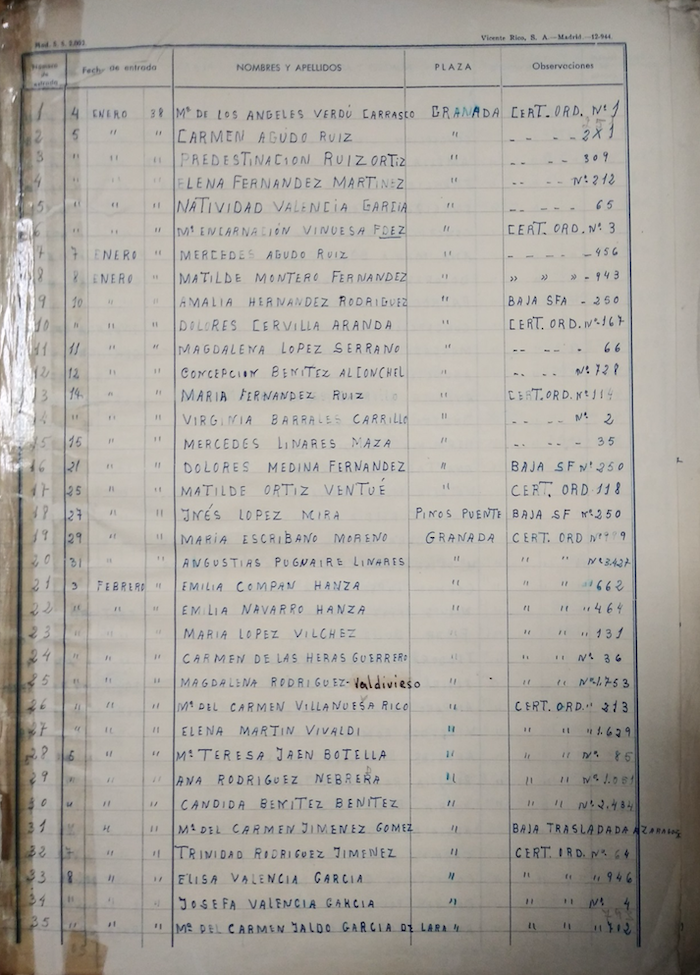 Mod. S. S. 2.003.
Vicente Rico, S. A.—Madrid.—12-944.
Número de entrada Fecha de entrada NOMBRES Y APELLIDOS PLAZA Observaciones
1 4 ENERO 38 Mª DE LOS ANGELES VERDÚ CARRASCO GRANADA CERT. ORD. Nº 1
2 5 " " CARMEN AGUDO RUIZ " - - - - 2X1
3 " " " PREDESTINACION RUIZ ORTIZ " - - - - 309
4 " " " ELENA FERNANDEZ MARTINEZ " - - - - Nº 212
5 " " " NATIVIDAD VALENCIA GARCIA " - - - - 65
6 " " " Mª ENCARNACIÓN VINUESA " CERT. ORD. Nº 3
7 7 ENERO " MERCEDES AGUDO RUIZ " - - - - 456
8 8 ENERO " MATILDE MONTERO FERNANDEZ " » » » - 943
9 10 " " AMALIA HERNANDEZ RODRIGUEZ " BAJA SFA - 250
10 " " " DOLORES CERVILLA ARANDA CERT. ORD. Nº 167
11 11 " " MAGDALENA LOPEZ SERRANO " - - - - 66
12 12 " " CONCEPCION BENITEZ ALCONCHEL " Nº 728
13 14 " " MARIA FERNANDEZ RUIZ " CERT. ORD. Nº 114
" " " VIRGINIA BARRALES CARRILLO " - - - Nº 2
15 15 " " MERCEDES LINARES MAZA " - - - - 35
16 21 " " DOLORES MEDINA FERNANDEZ " BAJA SF Nº 250
17 25 " " MATILDE ORTIZ VENTUÉ " CERT. ORD 118
18 27 " " INÉS LOPEZ MIRA PINOS PUENTE BAJA SF Nº 250
19 29 " " MARIA ESCRIBANO MORENO GRANADA CERT. ORD
20 31 " " ANGUSTIAS PUGNAIRE LINARES " " " Nº 3.427
21 3 FEBRERO " EMILIA COMPAN HANZA " " " " 662
22 " " " EMILIA NAVARRO HANZA " " " " 464
23 " " " MARIA LOPEZ VILCHEZ " " " " 131
24 " " " CARMEN DE LAS HERAS GUERRERO " " " Nº 36
25 " " " MAGDALENA RODRIGUEZ-Valdivieso " " " Nº 1.753
26 " " " Mª DEL CARMEN VILLANUEVA RICO " CERT. ORD. " 213
27 " " " ELENA MARTIN VIVALDI " " " " 1.629
28 6 " " Mª TERESA JAEN BOTELLA " " " Nº 85
29 " " " ANA RODRIGUEZ NEBRERA " " " Nº
30 " " " CANDIDA BENITEZ BENITEZ " " " Nº 2.434
31 " " Mª DEL CARMEN JIMENEZ GOMEZ " BAJA TRASLADADA A ZARAGOZA
32 7 " " TRINIDAD RODRIGUEZ JIMENEZ " CERT. ORD. Nº 64
33 8 " " ELISA VALENCIA GARCIA " " " " 946
34 " " " JOSEFA VALENCIA GARCIA " " " Nº 4
35 " " " Mª DEL CARMEN JALDO GARCIA DE LARA " " " " 712